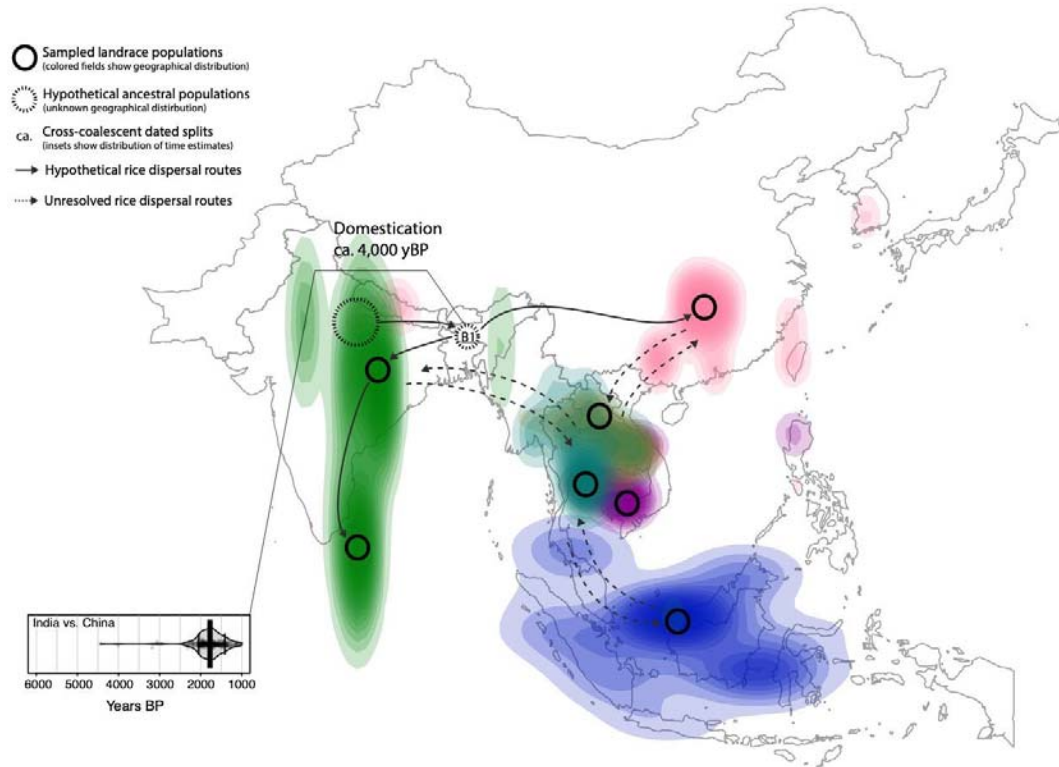 Sampled landrace populations
(colored fields show geographical distribution)
Hypothetical ancestral populations
(unknown geographical distirbution)
ca. Cross-coalescent dated splits
(insets show distribution of time estimates)
Hypothetical rice dispersal routes
Unresolved rice dispersal routes
Domestication
ca. 4,000 yBP
B1
India vs. China
6000 5000 4000 3000 2000 1000
Years BP